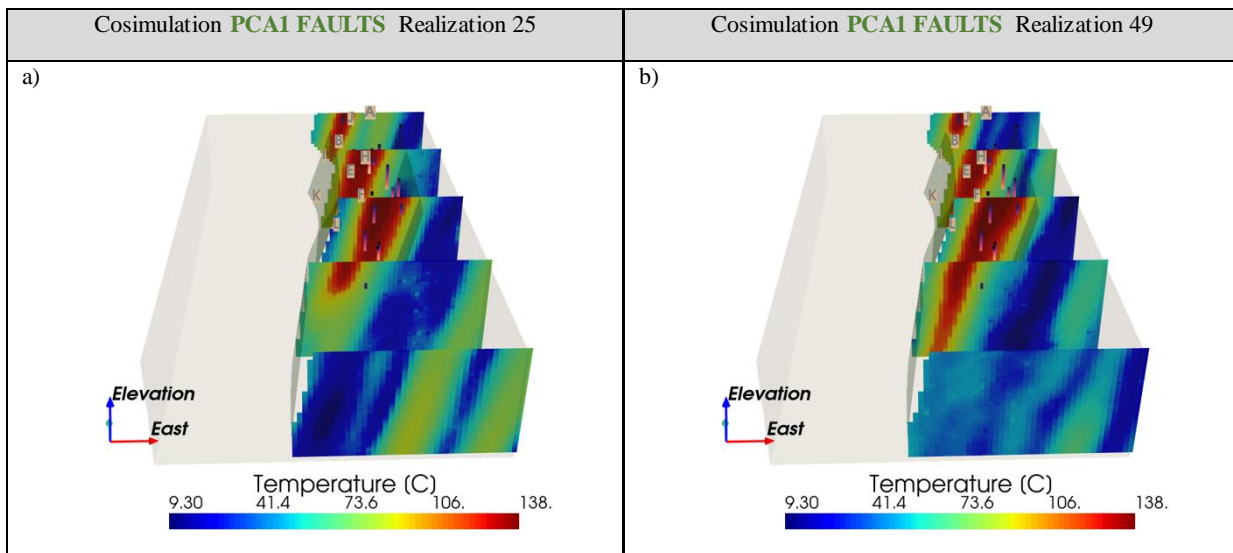 Cosimulation PCA1 FAULTS Realization 25
Cosimulation PCA1 FAULTS Realization 49
a)
A
J
B
H
E
K
F
L
Elevation
East
Temperature (C)
9.30 41.4 73.6 106. 138.
b)
A
J
B
H
E
K
F
L
Elevation
East
Temperature (C)
9.30 41.4 73.6 106. 138.